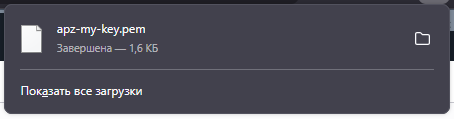 apz-my-key.pem
Завершена — 1,6 КБ
Показать все загрузки